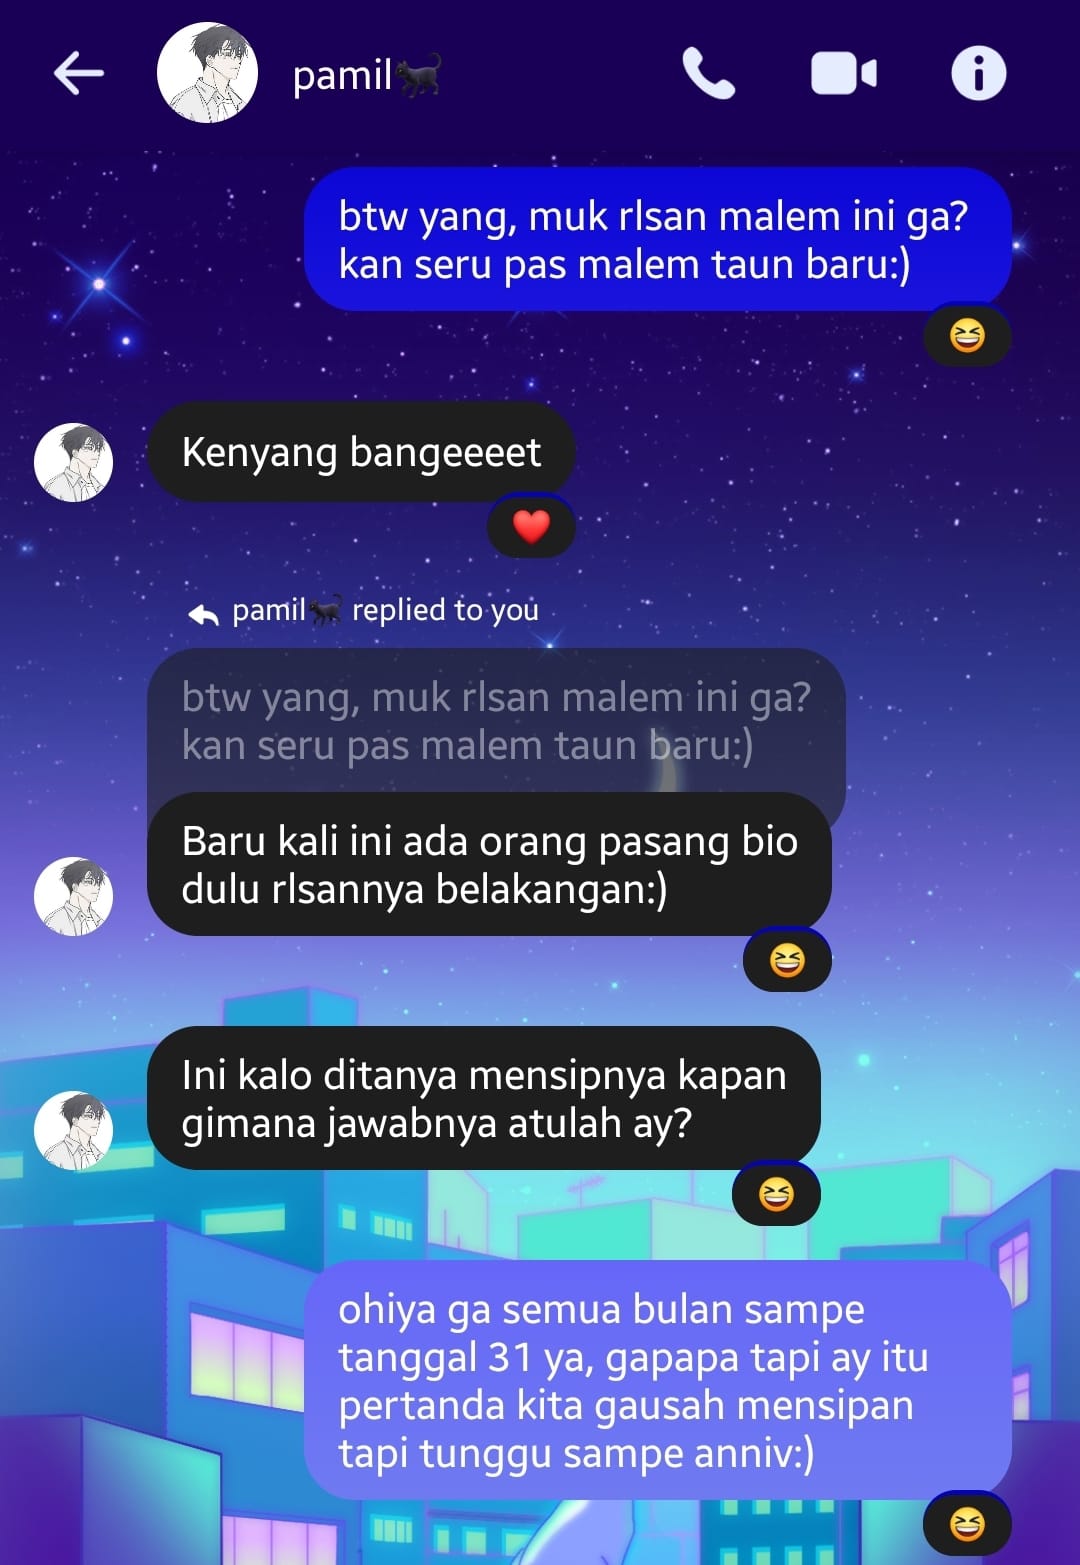 pamil🐈‍⬛
btw yang, muk rlsan malem ini ga?
kan seru pas malem taun baru:)
😆
Kenyang bangeeeet
❤️
pamil🐈‍⬛ replied to you
btw yang, muk rlsan malem ini ga?
kan seru pas malem taun baru:)
Baru kali ini ada orang pasang bio
dulu rlsannya belakangan:)
😆
Ini kalo ditanya mensipnya kapan
gimana jawabnya atulah ay?
😆
ohiya ga semua bulan sampe
tanggal 31 ya, gapapa tapi ay itu
pertanda kita gausah mensipan
tapi tunggu sampe anniv:)
😆